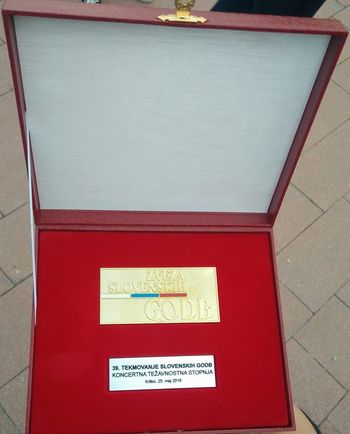 ZVEZA
SLOVENSKIH
GODB
39. TEKMOVANJE SLOVENSKIH GODB
KONCERTNA TEŽAVNOSTNA STOPNJA
Krško, 25. maj 2019